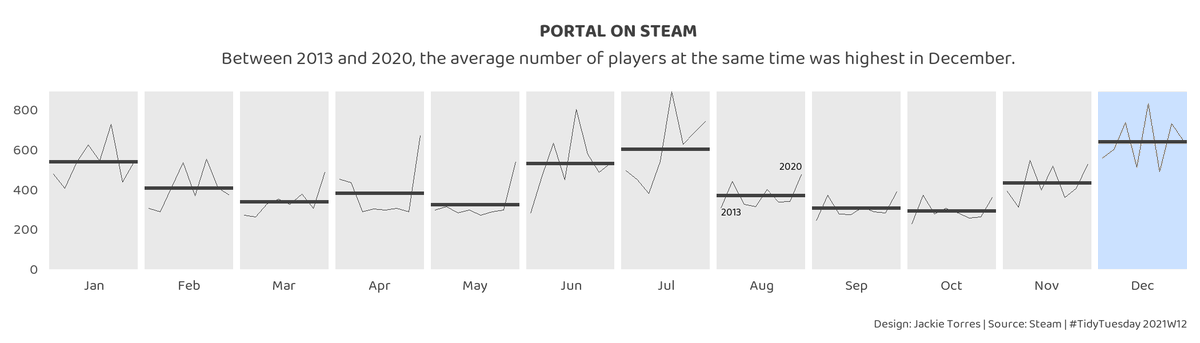 PORTAL ON STEAM
Between 2013 and 2020, the average number of players at the same time was highest in December.
800
600
400
200
0
2020
2013
Jan Feb Mar Apr May Jun Jul Aug Sep Oct Nov Dec
Design: Jackie Torres | Source: Steam | #TidyTuesday 2021W12